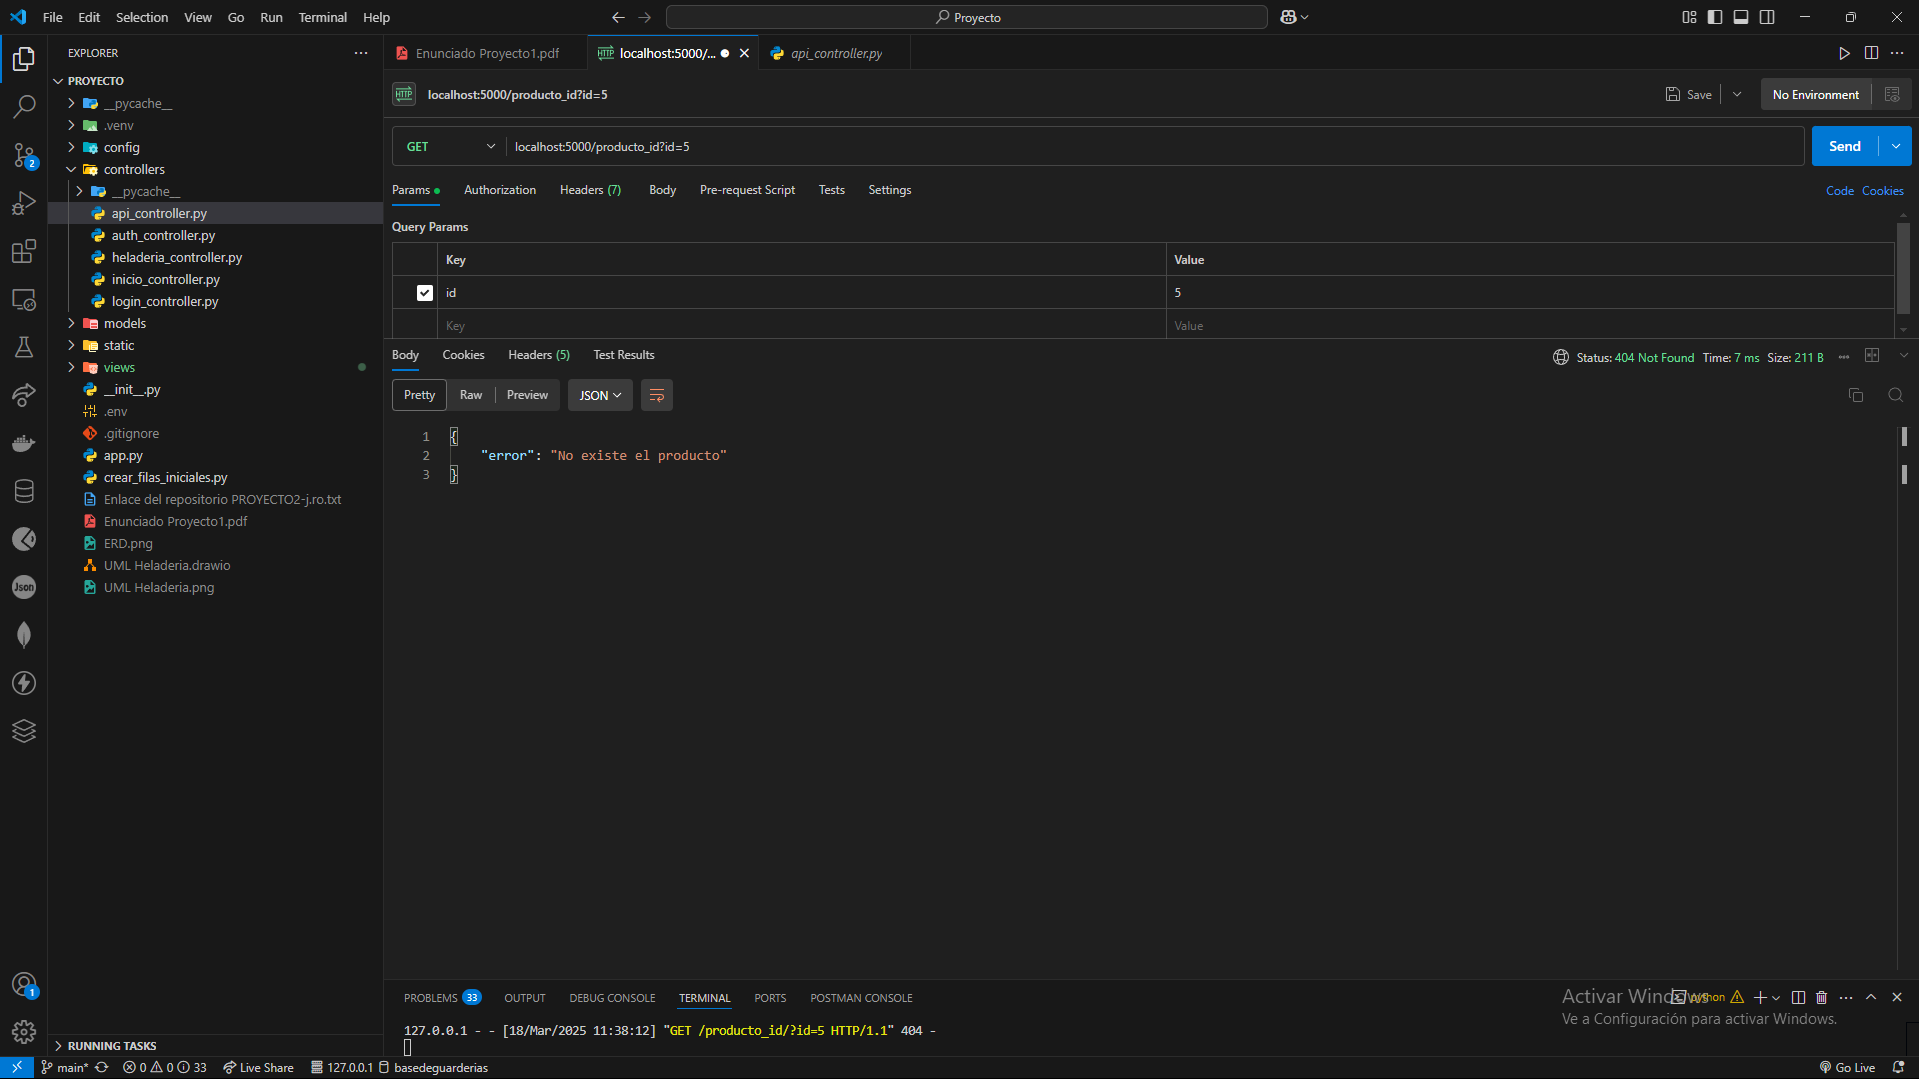 File Edit Selection View Go Run Terminal Help
Proyecto
EXPLORER
PROYECTO
__pycache__
.venv
config
controllers
__pycache__
api_controller.py
auth_controller.py
heladeria_controller.py
inicio_controller.py
login_controller.py
models
static
views
__init__.py
.env
.gitignore
app.py
crear_filas_iniciales.py
Enlace del repositorio PROYECTO2-j.ro.txt
Enunciado Proyecto1.pdf
ERD.png
UML Heladeria.drawio
UML Heladeria.png
RUNNING TASKS
2
Json
1
Enunciado Proyecto1.pdf
HTTP localhost:5000/...
api_controller.py
HTTP localhost:5000/producto_id?id=5
Save
No Environment
GET localhost:5000/producto_id?id=5
Send
Params Authorization Headers (7) Body Pre-request Script Tests Settings
Code Cookies
Query Params
Key Value
id 5
Key Value
Body Cookies Headers (5) Test Results
Status: 404 Not Found Time: 7 ms Size: 211 B
Pretty Raw Preview JSON
1 {
2 "error": "No existe el producto"
3 }
PROBLEMS 33 OUTPUT DEBUG CONSOLE TERMINAL PORTS POSTMAN CONSOLE
python
127.0.0.1 - - [18/Mar/2025 11:38:12] "GET /producto_id/?id=5 HTTP/1.1" 404 -
Activar Windows
Ve a Configuración para activar Windows.
main* 0 0 33 Live Share 127.0.0.1 basedeguarderias
Go Live